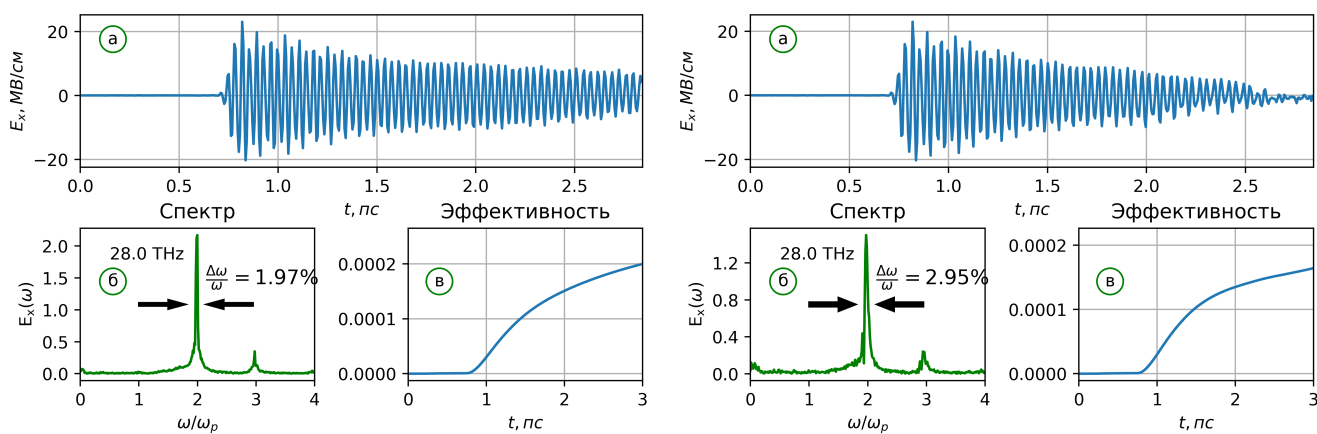 а
E_x, МВ/см
20
0
−20
0.0 0.5 1.0 1.5 2.0 2.5
t, пс
Спектр
28.0 THz
б
Δω/ω = 1.97%
E_x(ω)
2.0
1.5
1.0
0.5
0.0
0 1 2 3 4
ω/ω_p
Эффективность
в
0.0002
0.0001
0.0000
0 1 2 3
t, пс
а
E_x, МВ/см
20
0
−20
0.0 0.5 1.0 1.5 2.0 2.5
t, пс
Спектр
28.0 THz
б
Δω/ω = 2.95%
E_x(ω)
1.2
0.8
0.4
0.0
0 1 2 3 4
ω/ω_p
Эффективность
в
0.0002
0.0001
0.0000
0 1 2 3
t, пс